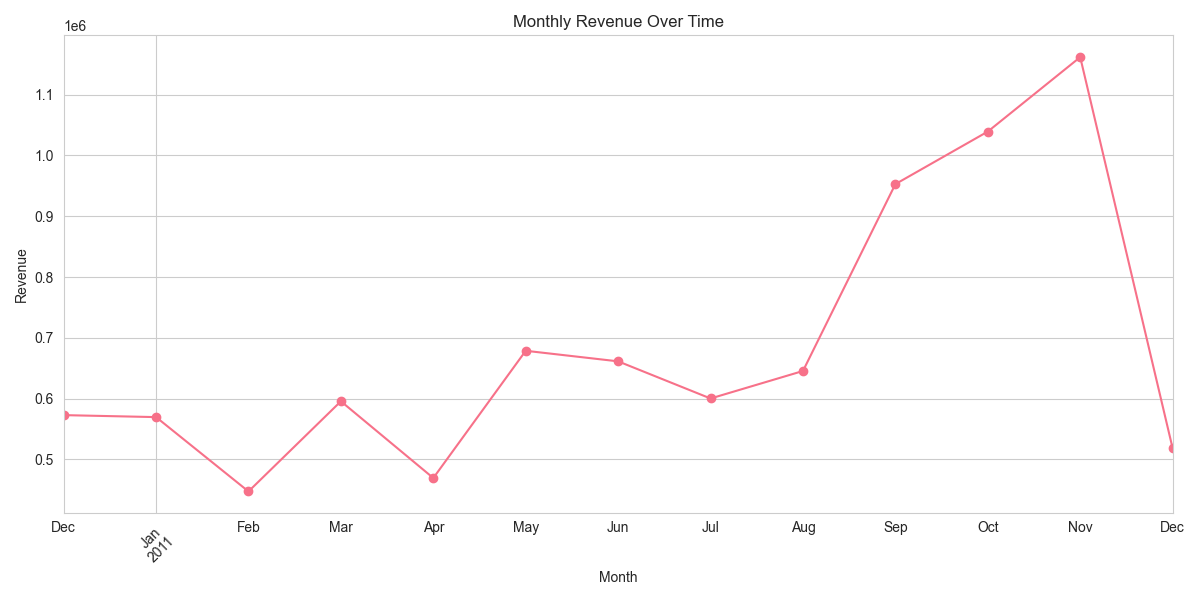 Monthly Revenue Over Time
1e6
1.1
1.0
0.9
0.8
0.7
0.6
0.5
Revenue
Dec
Jan
2011
Feb
Mar
Apr
May
Jun
Jul
Aug
Sep
Oct
Nov
Dec
Month